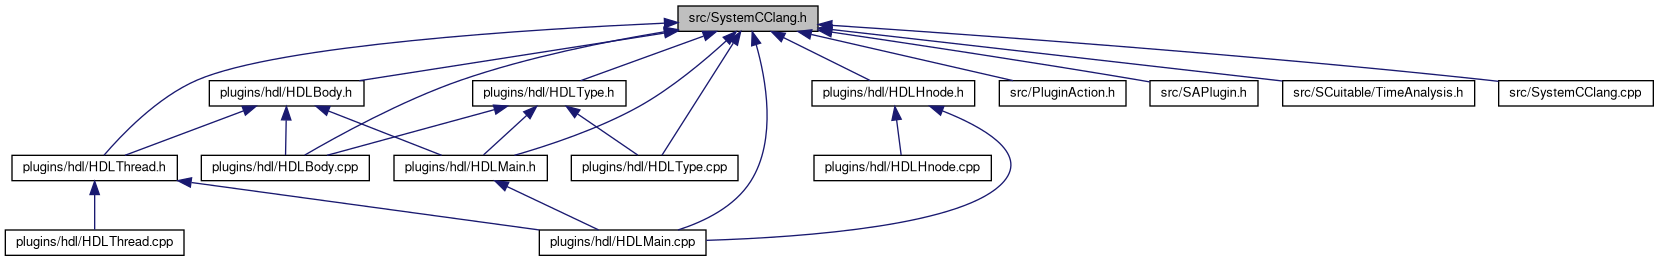 src/SystemCClang.h
plugins/hdl/HDLBody.h
plugins/hdl/HDLType.h
plugins/hdl/HDLHnode.h
src/PluginAction.h
src/SAPlugin.h
src/SCuitable/TimeAnalysis.h
src/SystemCClang.cpp
plugins/hdl/HDLThread.h
plugins/hdl/HDLBody.cpp
plugins/hdl/HDLMain.h
plugins/hdl/HDLType.cpp
plugins/hdl/HDLHnode.cpp
plugins/hdl/HDLThread.cpp
plugins/hdl/HDLMain.cpp